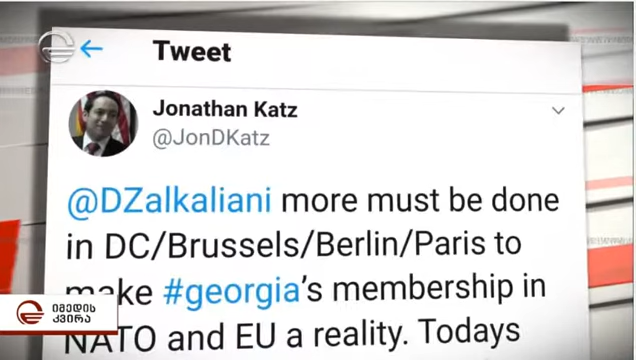 Tweet
Jonathan Katz
@JonDKatz
@DZalkaliani more must be done
in DC/Brussels/Berlin/Paris to
make #georgia's membership in
NATO and EU a reality. Todays
იმედის
კვირა